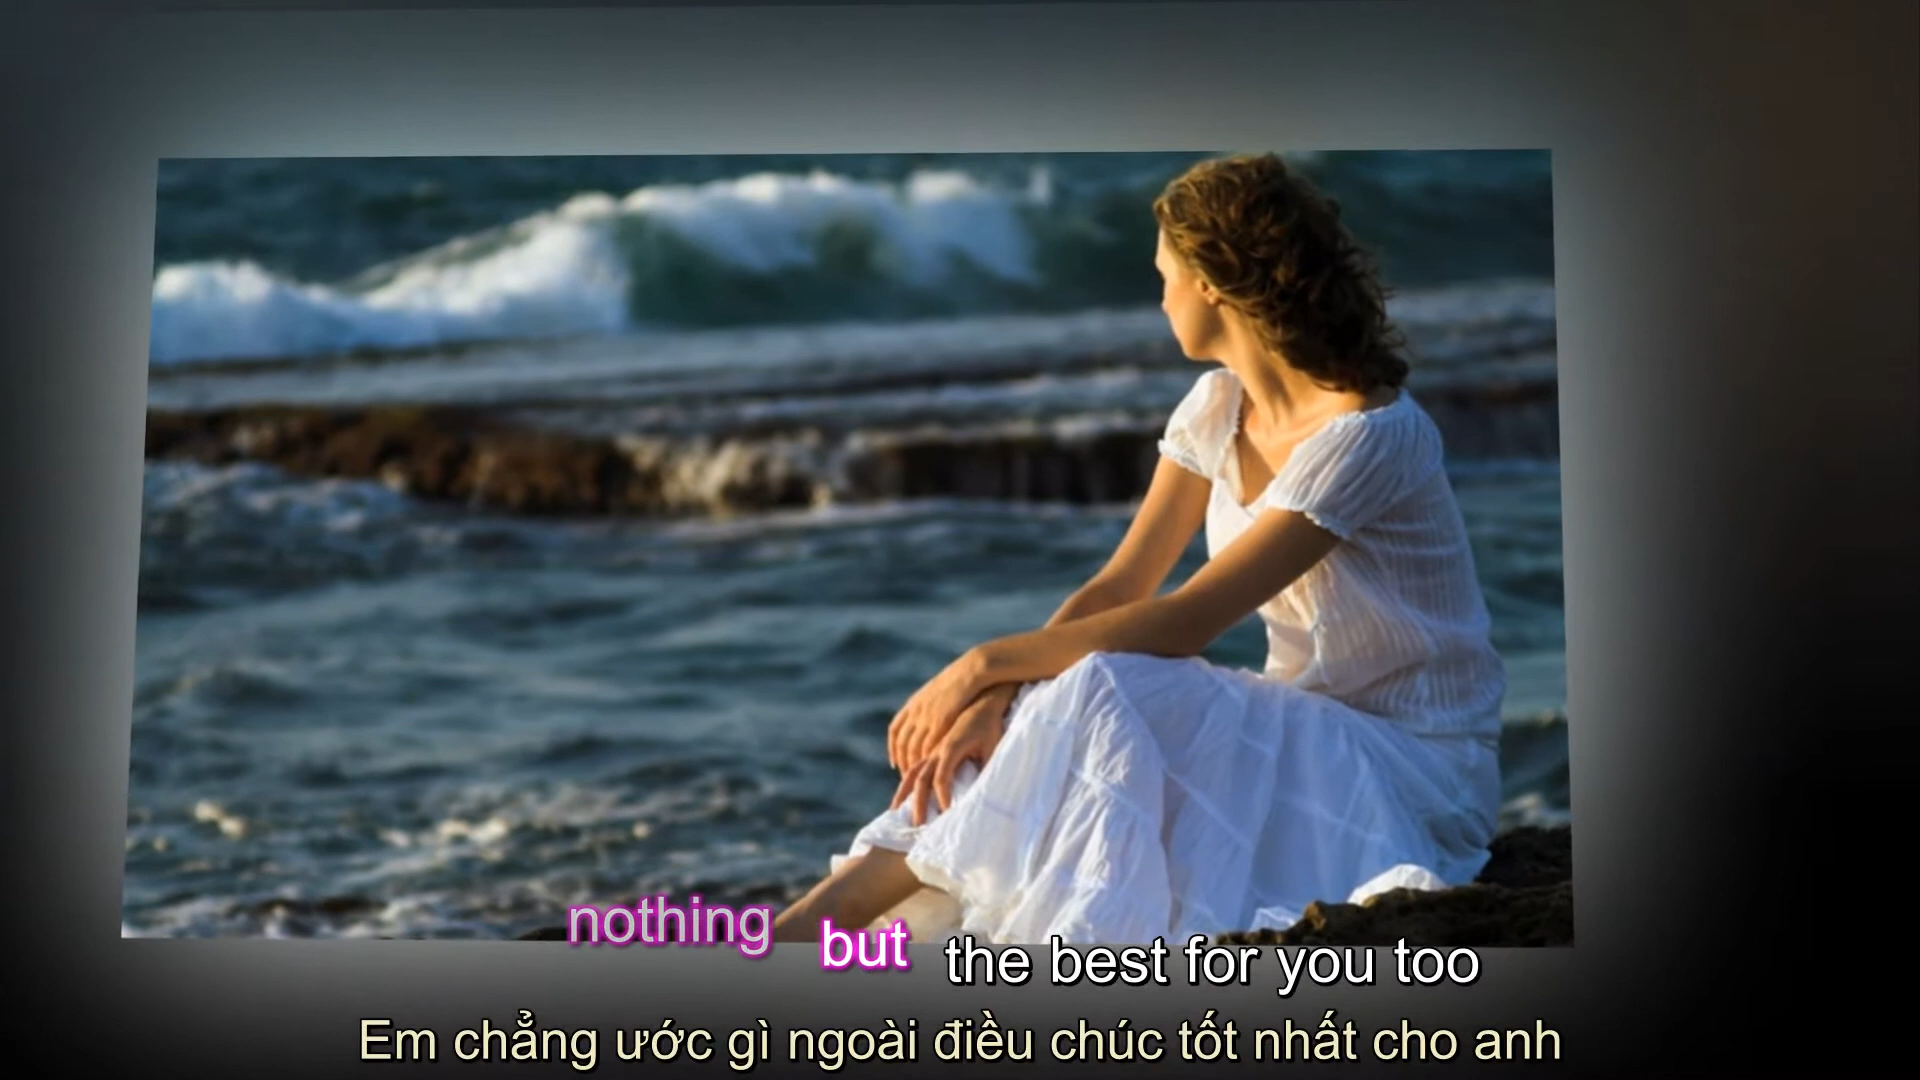 nothing but the best for you too
Em chẳng ước gì ngoài điều chúc tốt nhất cho anh